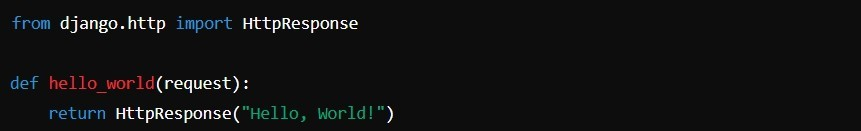 from django.http import HttpResponse
def hello_world(request):
    return HttpResponse("Hello, World!")